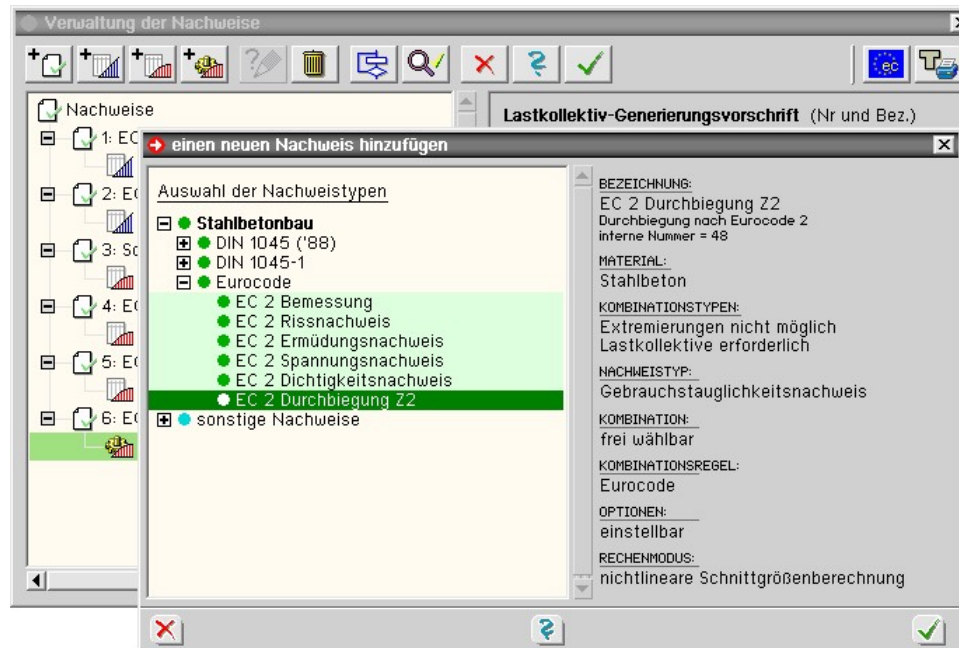 Verwaltung der Nachweise
ec
Nachweise
Lastkollektiv-Generierungsvorschrift (Nr und Bez.)
1: EC
2: EC
3: So
4: EC
5: EC
6: EC
einen neuen Nachweis hinzufügen
Auswahl der Nachweistypen
Stahlbetonbau
DIN 1045 ('88)
DIN 1045-1
Eurocode
EC 2 Bemessung
EC 2 Rissnachweis
EC 2 Ermüdungsnachweis
EC 2 Spannungsnachweis
EC 2 Dichtigkeitsnachweis
EC 2 Durchbiegung Z2
sonstige Nachweise
BEZEICHNUNG:
EC 2 Durchbiegung Z2
Durchbiegung nach Eurocode 2
interne Nummer = 48
MATERIAL:
Stahlbeton
KOMBINATIONSTYPEN:
Extremierungen nicht möglich
Lastkollektive erforderlich
NACHWEISTYP:
Gebrauchstauglichkeitsnachweis
KOMBINATION:
frei wählbar
KOMBINATIONSREGEL:
Eurocode
OPTIONEN:
einstellbar
RECHENMODUS:
nichtlineare Schnittgrößenberechnung